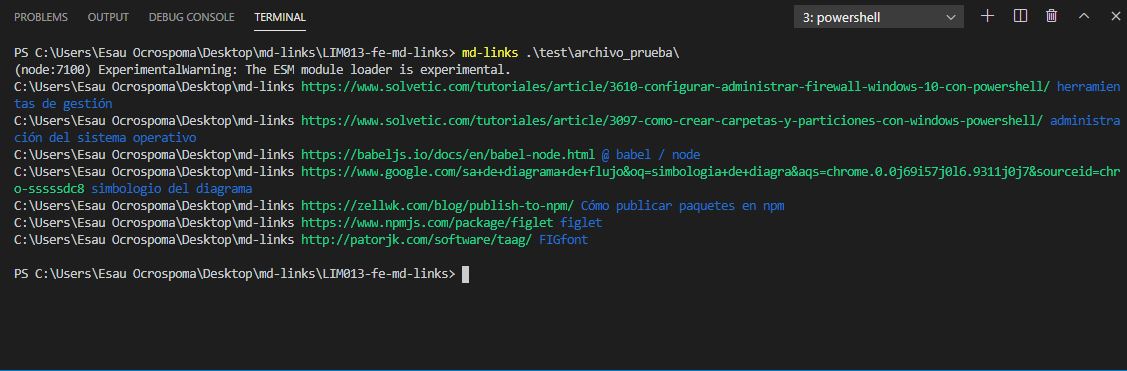 PROBLEMS OUTPUT DEBUG CONSOLE TERMINAL 3: powershell
PS C:\Users\Esau Ocrospoma\Desktop\md-links\LIM013-fe-md-links> md-links .\test\archivo_prueba\
(node:7100) ExperimentalWarning: The ESM module loader is experimental.
C:\Users\Esau Ocrospoma\Desktop\md-links https://www.solvetic.com/tutoriales/article/3610-configurar-administrar-firewall-windows-10-con-powershell/ herramien
tas de gestión
C:\Users\Esau Ocrospoma\Desktop\md-links https://www.solvetic.com/tutoriales/article/3097-como-crear-carpetas-y-particiones-con-windows-powershell/ administra
ción del sistema operativo
C:\Users\Esau Ocrospoma\Desktop\md-links https://babeljs.io/docs/en/babel-node.html @ babel / node
C:\Users\Esau Ocrospoma\Desktop\md-links https://www.google.com/sa+de+diagrama+de+flujo&oq=simbologia+de+diagra&aqs=chrome.0.0j69i57j0l6.9311j0j7&sourceid=chr
o-sssssdc8 simbologio del diagrama
C:\Users\Esau Ocrospoma\Desktop\md-links https://zellwk.com/blog/publish-to-npm/ Cómo publicar paquetes en npm
C:\Users\Esau Ocrospoma\Desktop\md-links https://www.npmjs.com/package/figlet figlet
C:\Users\Esau Ocrospoma\Desktop\md-links http://patorjk.com/software/taag/ FIGfont
PS C:\Users\Esau Ocrospoma\Desktop\md-links\LIM013-fe-md-links>